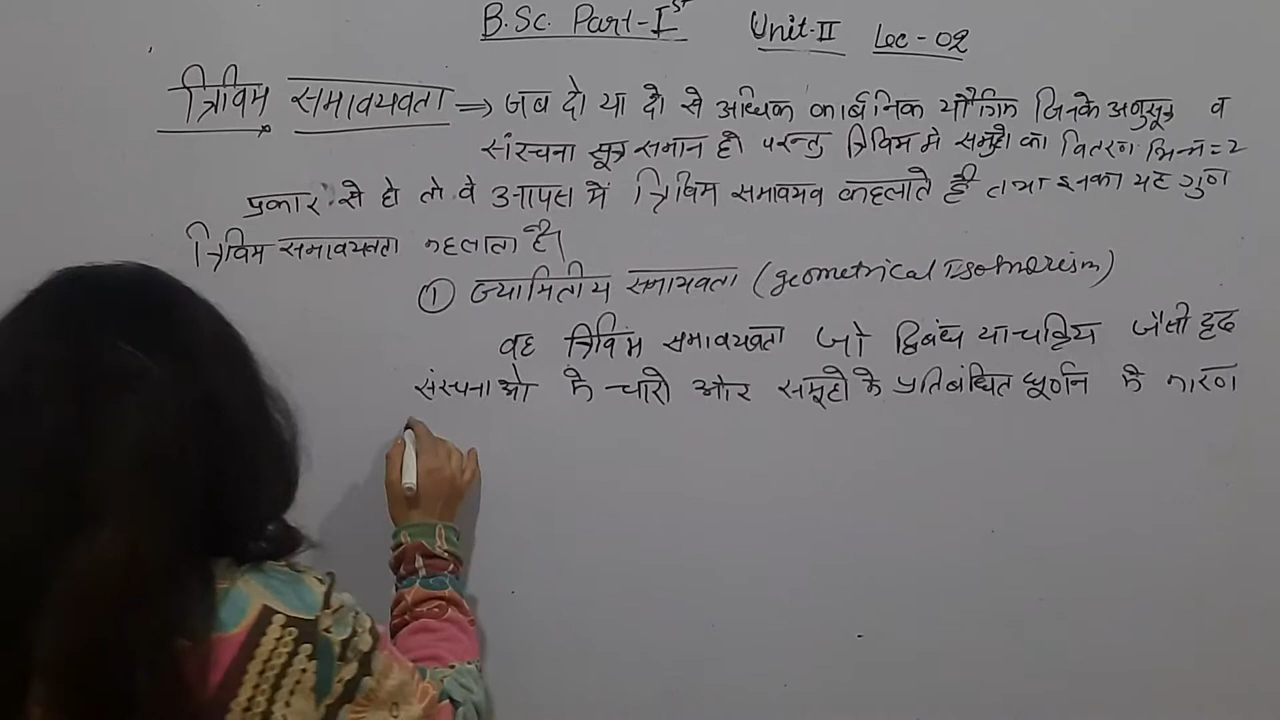 B.Sc. Part-Ist Unit-II Lec-02
त्रिविम समावयवता ⇒ जब दो या दो से अधिक कार्बनिक यौगिक जिनके अणुसूत्र व
संरचना सूत्र समान हो परन्तु त्रिविम मे समूहो का वितरण भिन्न=2
प्रकार से हो तो वे आपस में त्रिविम समावयव कहलाते है तथा इनका यह गुण
त्रिविम समावयवता कहलाता है।
① ज्यामितीय समायवता (geometrical Isomerism)
वह त्रिविम समावयवता जो द्विबंध या चक्रिय जैसी दृढ
संरचनाओ के चारो ओर समूहो के प्रतिबंधित घूर्णन के कारण